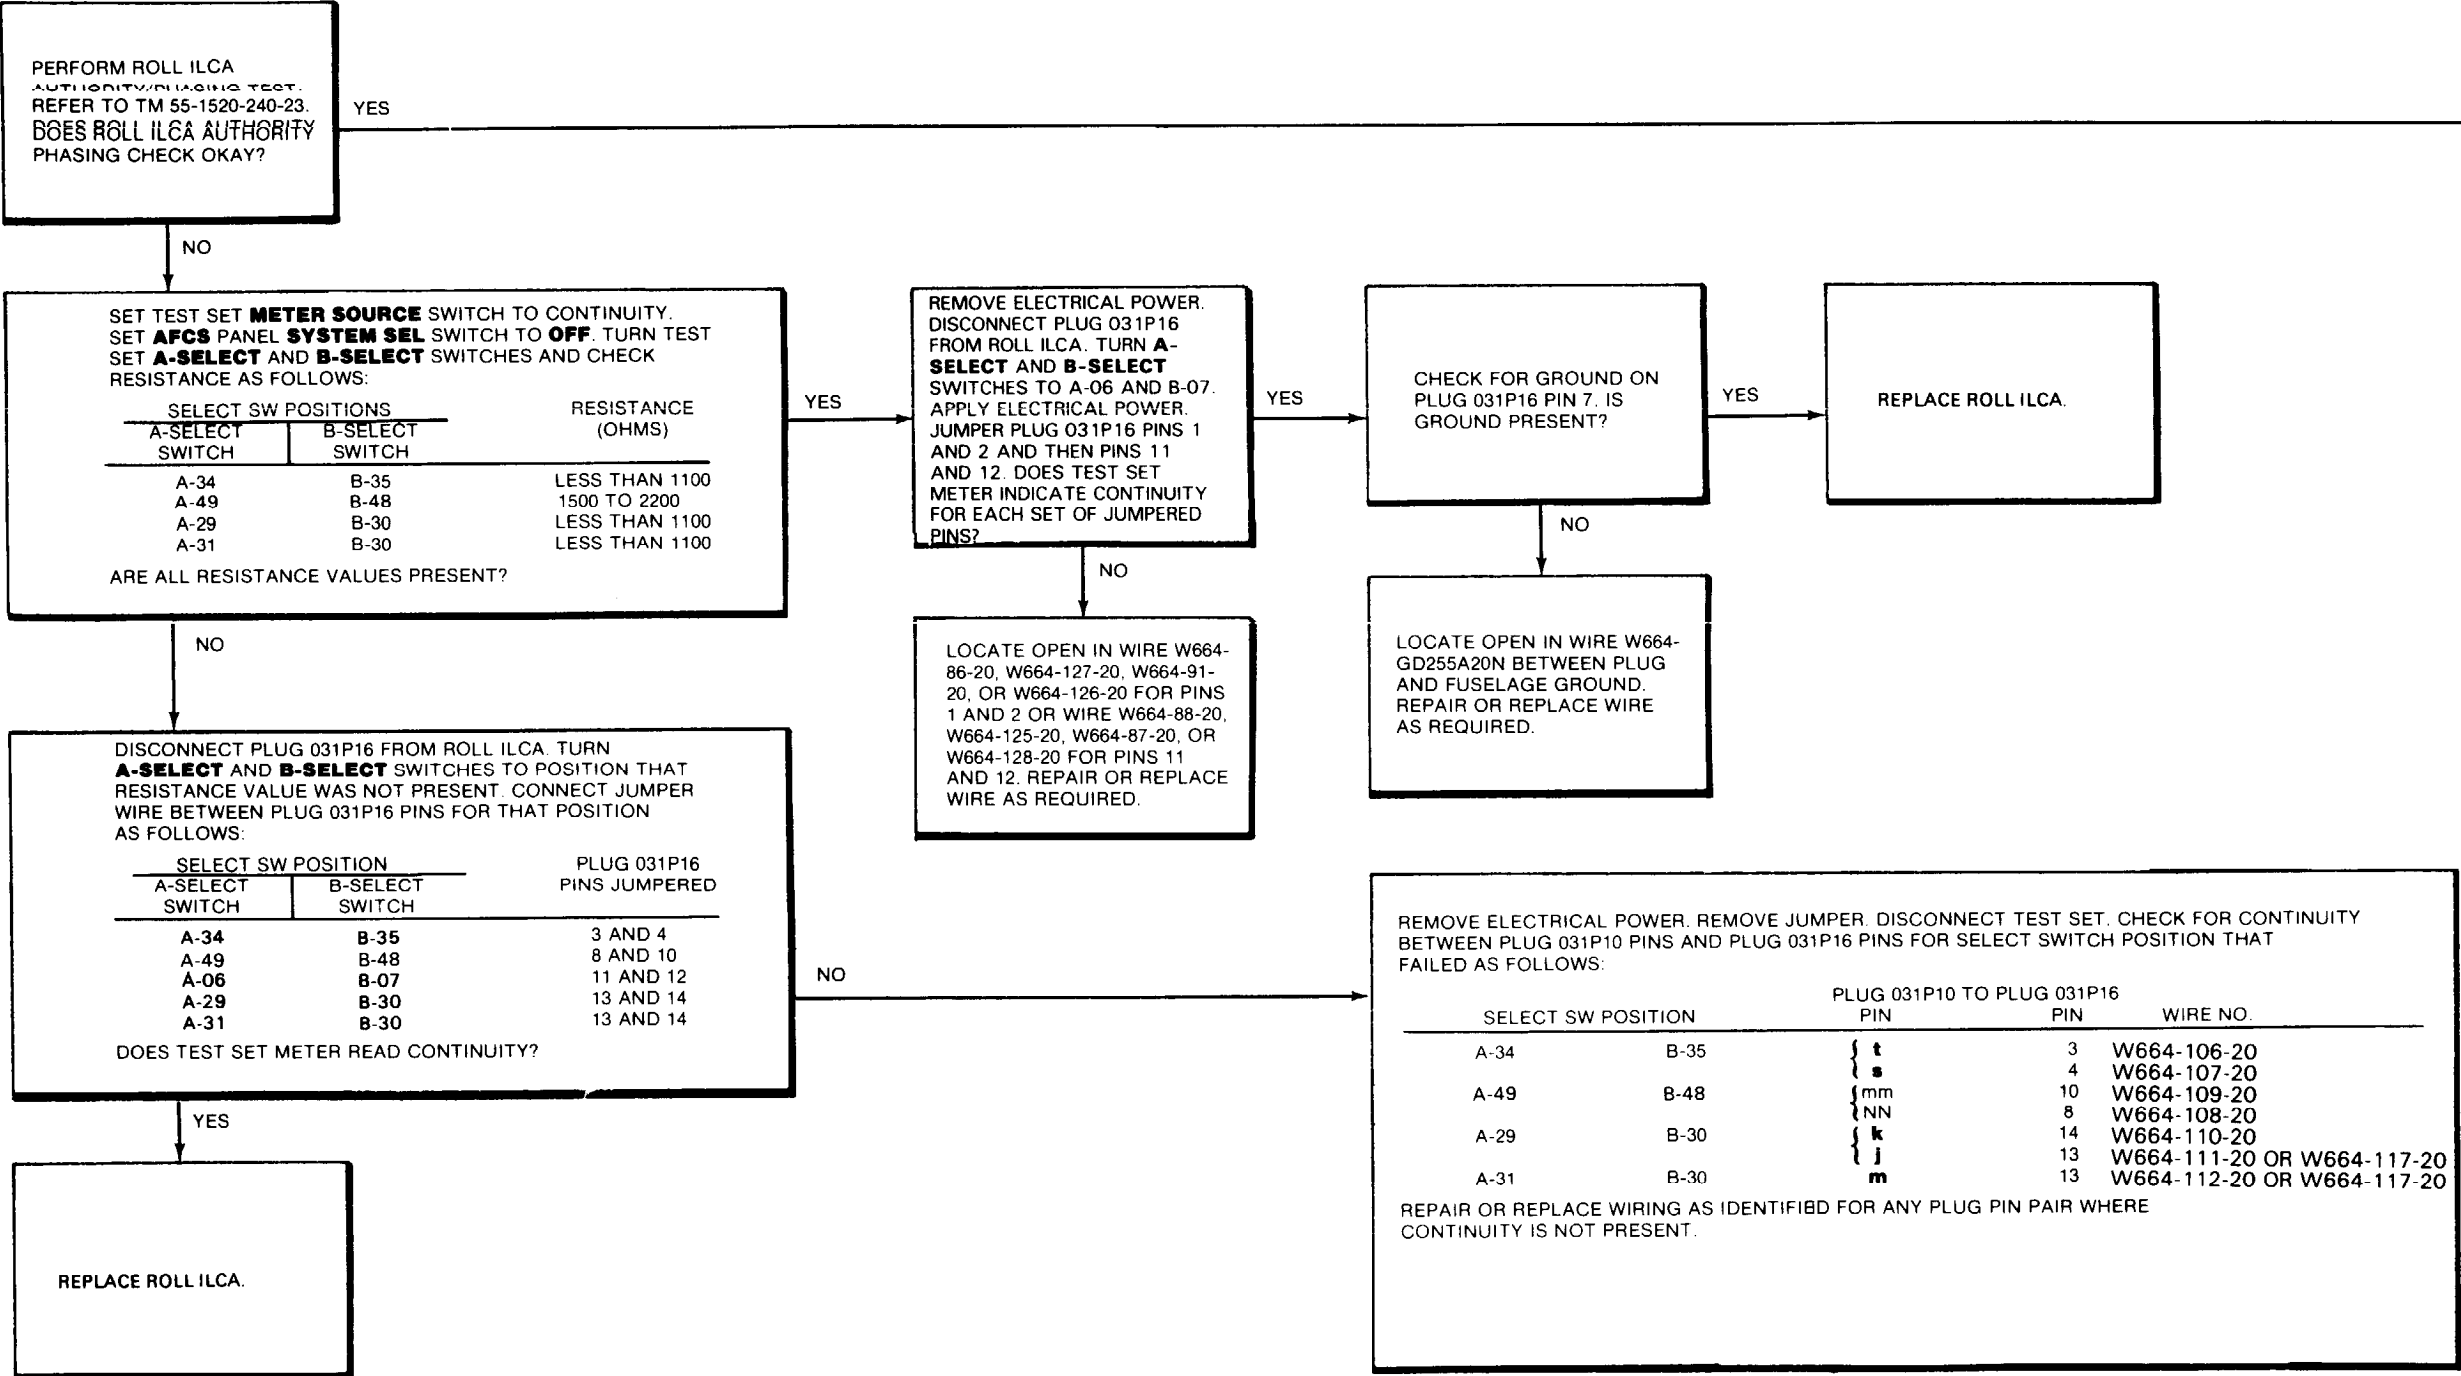 PERFORM ROLL ILCA
AUTHORITY/PHASING TEST.
REFER TO TM 55-1520-240-23.
DOES ROLL ILCA AUTHORITY
PHASING CHECK OKAY?
YES
NO
SET TEST SET METER SOURCE SWITCH TO CONTINUITY.
SET AFCS PANEL SYSTEM SEL SWITCH TO OFF. TURN TEST
SET A-SELECT AND B-SELECT SWITCHES AND CHECK
RESISTANCE AS FOLLOWS:
SELECT SW POSITIONS RESISTANCE
A-SELECT B-SELECT (OHMS)
SWITCH SWITCH
A-34 B-35 LESS THAN 1100
A-49 B-48 1500 TO 2200
A-29 B-30 LESS THAN 1100
A-31 B-30 LESS THAN 1100
ARE ALL RESISTANCE VALUES PRESENT?
YES
REMOVE ELECTRICAL POWER.
DISCONNECT PLUG 031P16
FROM ROLL ILCA. TURN A-
SELECT AND B-SELECT
SWITCHES TO A-06 AND B-07.
APPLY ELECTRICAL POWER.
JUMPER PLUG 031P16 PINS 1
AND 2 AND THEN PINS 11
AND 12. DOES TEST SET
METER INDICATE CONTINUITY
FOR EACH SET OF JUMPERED
PINS?
YES
CHECK FOR GROUND ON
PLUG 031P16 PIN 7. IS
GROUND PRESENT?
YES
REPLACE ROLL ILCA.
NO
NO
NO
LOCATE OPEN IN WIRE W664-
86-20, W664-127-20, W664-91-
20, OR W664-126-20 FOR PINS
1 AND 2 OR WIRE W664-88-20,
W664-125-20, W664-87-20, OR
W664-128-20 FOR PINS 11
AND 12. REPAIR OR REPLACE
WIRE AS REQUIRED.
LOCATE OPEN IN WIRE W664-
GD255A20N BETWEEN PLUG
AND FUSELAGE GROUND.
REPAIR OR REPLACE WIRE
AS REQUIRED.
DISCONNECT PLUG 031P16 FROM ROLL ILCA. TURN
A-SELECT AND B-SELECT SWITCHES TO POSITION THAT
RESISTANCE VALUE WAS NOT PRESENT. CONNECT JUMPER
WIRE BETWEEN PLUG 031P16 PINS FOR THAT POSITION
AS FOLLOWS:
SELECT SW POSITION PLUG 031P16
A-SELECT B-SELECT PINS JUMPERED
SWITCH SWITCH
A-34 B-35 3 AND 4
A-49 B-48 8 AND 10
A-06 B-07 11 AND 12
A-29 B-30 13 AND 14
A-31 B-30 13 AND 14
DOES TEST SET METER READ CONTINUITY?
NO
YES
REPLACE ROLL ILCA.
REMOVE ELECTRICAL POWER. REMOVE JUMPER. DISCONNECT TEST SET. CHECK FOR CONTINUITY
BETWEEN PLUG 031P10 PINS AND PLUG 031P16 PINS FOR SELECT SWITCH POSITION THAT
FAILED AS FOLLOWS:
PLUG 031P10 TO PLUG 031P16
SELECT SW POSITION PIN PIN WIRE NO.
A-34 B-35 { t 3 W664-106-20
s 4 W664-107-20
A-49 B-48 { mm 10 W664-109-20
NN 8 W664-108-20
A-29 B-30 { k 14 W664-110-20
j 13 W664-111-20 OR W664-117-20
A-31 B-30 m 13 W664-112-20 OR W664-117-20
REPAIR OR REPLACE WIRING AS IDENTIFIED FOR ANY PLUG PIN PAIR WHERE
CONTINUITY IS NOT PRESENT.